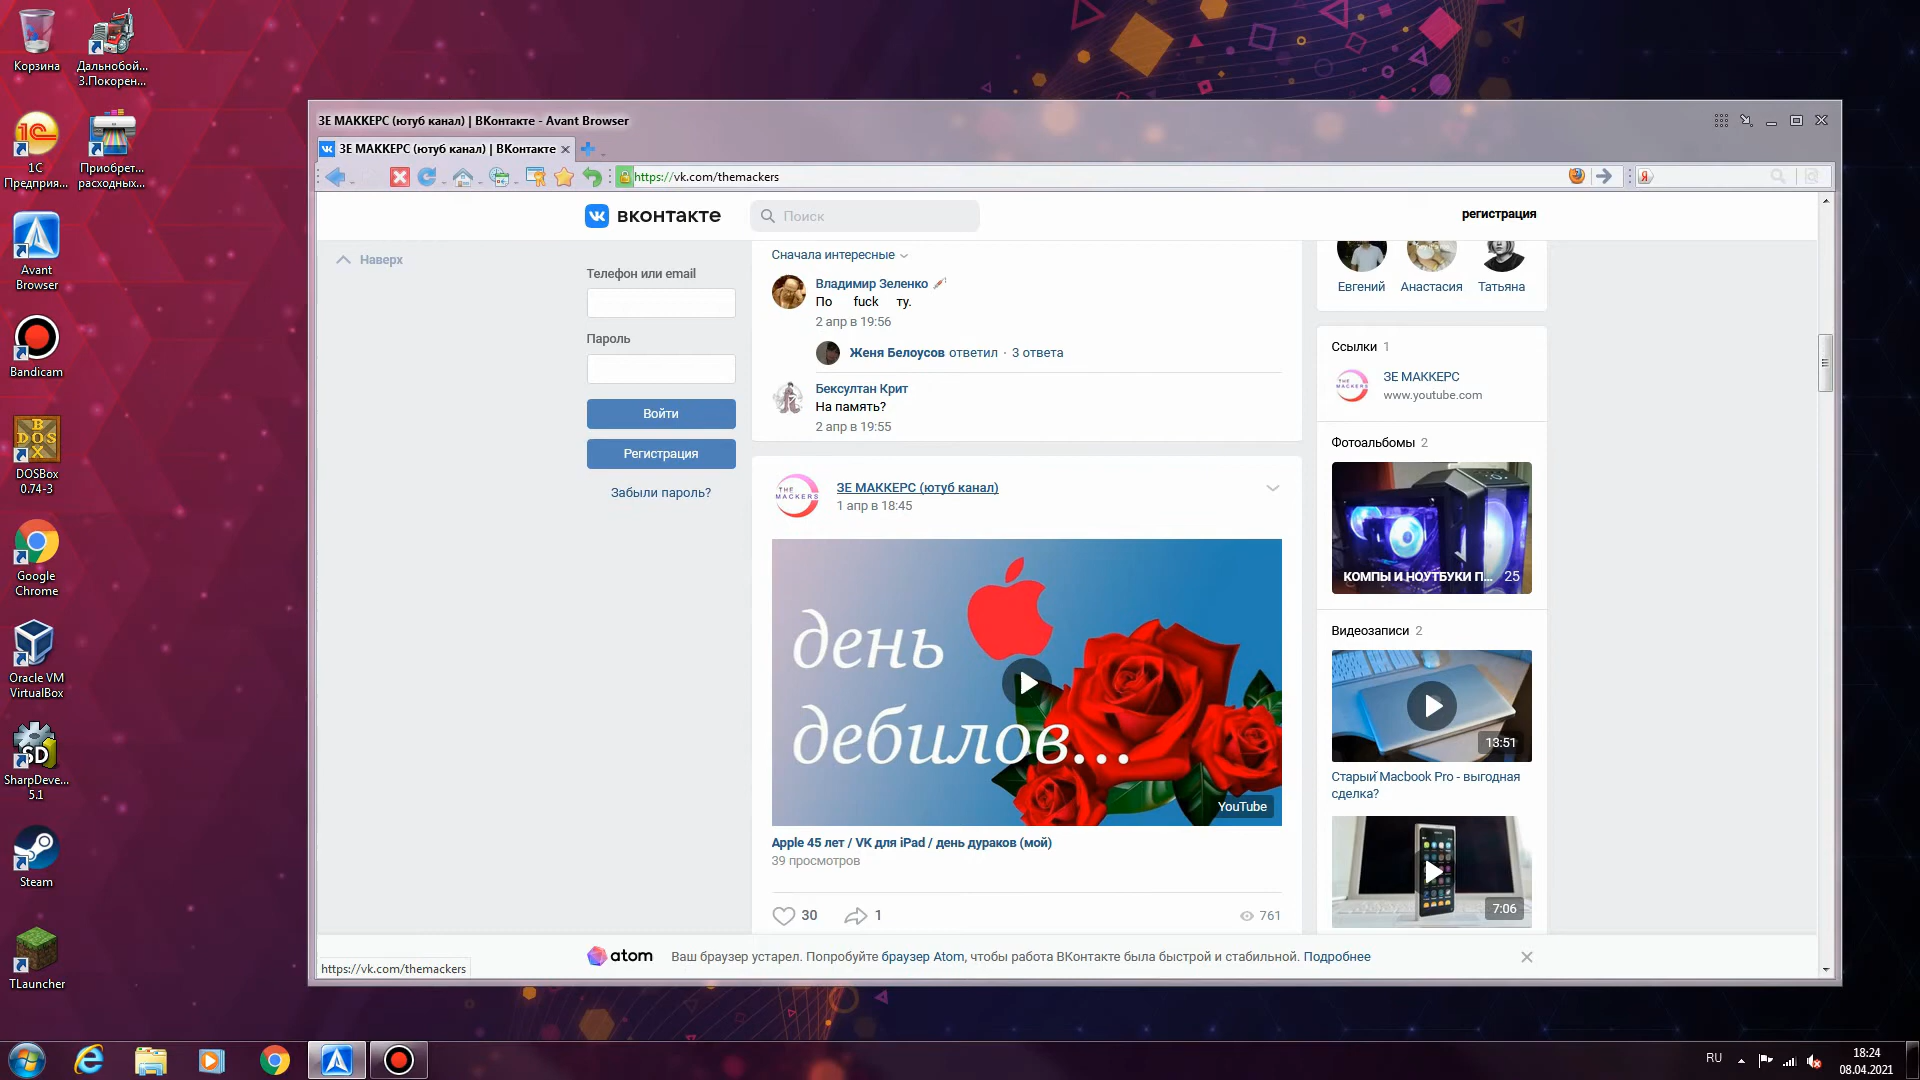 Корзина
Дальнобой...
3.Покорен...
1С
Предприя...
Приобрет...
расходных...
Avant
Browser
Bandicam
DOSBox
0.74-3
Google
Chrome
Oracle VM
VirtualBox
SharpDeve...
5.1
Steam
TLauncher
ЗЕ МАККЕРС (ютуб канал) | ВКонтакте - Avant Browser
ЗЕ МАККЕРС (ютуб канал) | ВКонтакте
https://vk.com/themackers
вконтакте
Поиск
регистрация
Наверх
Телефон или email
Пароль
Войти
Регистрация
Забыли пароль?
Сначала интересные
Владимир Зеленко
По fuck ту.
2 апр в 19:56
Женя Белоусов ответил · 3 ответа
Бексултан Крит
На память?
2 апр в 19:55
THE MACKERS
ЗЕ МАККЕРС (ютуб канал)
1 апр в 18:45
день
дебилов...
YouTube
Apple 45 лет / VK для iPad / день дураков (мой)
39 просмотров
30
1
761
Евгений
Анастасия
Татьяна
Ссылки 1
THE MACKERS
ЗЕ МАККЕРС
www.youtube.com
Фотоальбомы 2
КОМПЫ И НОУТБУКИ П... 25
Видеозаписи 2
13:51
Старый Macbook Pro - выгодная
сделка?
7:06
atom
Ваш браузер устарел. Попробуйте браузер Atom, чтобы работа ВКонтакте была быстрой и стабильной. Подробнее
https://vk.com/themackers
RU
18:24
08.04.2021